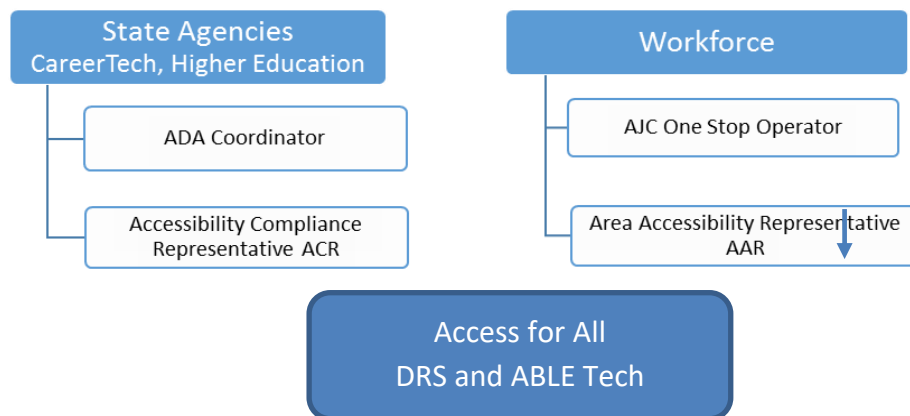 State Agencies
CareerTech, Higher Education
ADA Coordinator
Accessibility Compliance
Representative ACR
Workforce
AJC One Stop Operator
Area Accessibility Representative
AAR
Access for All
DRS and ABLE Tech